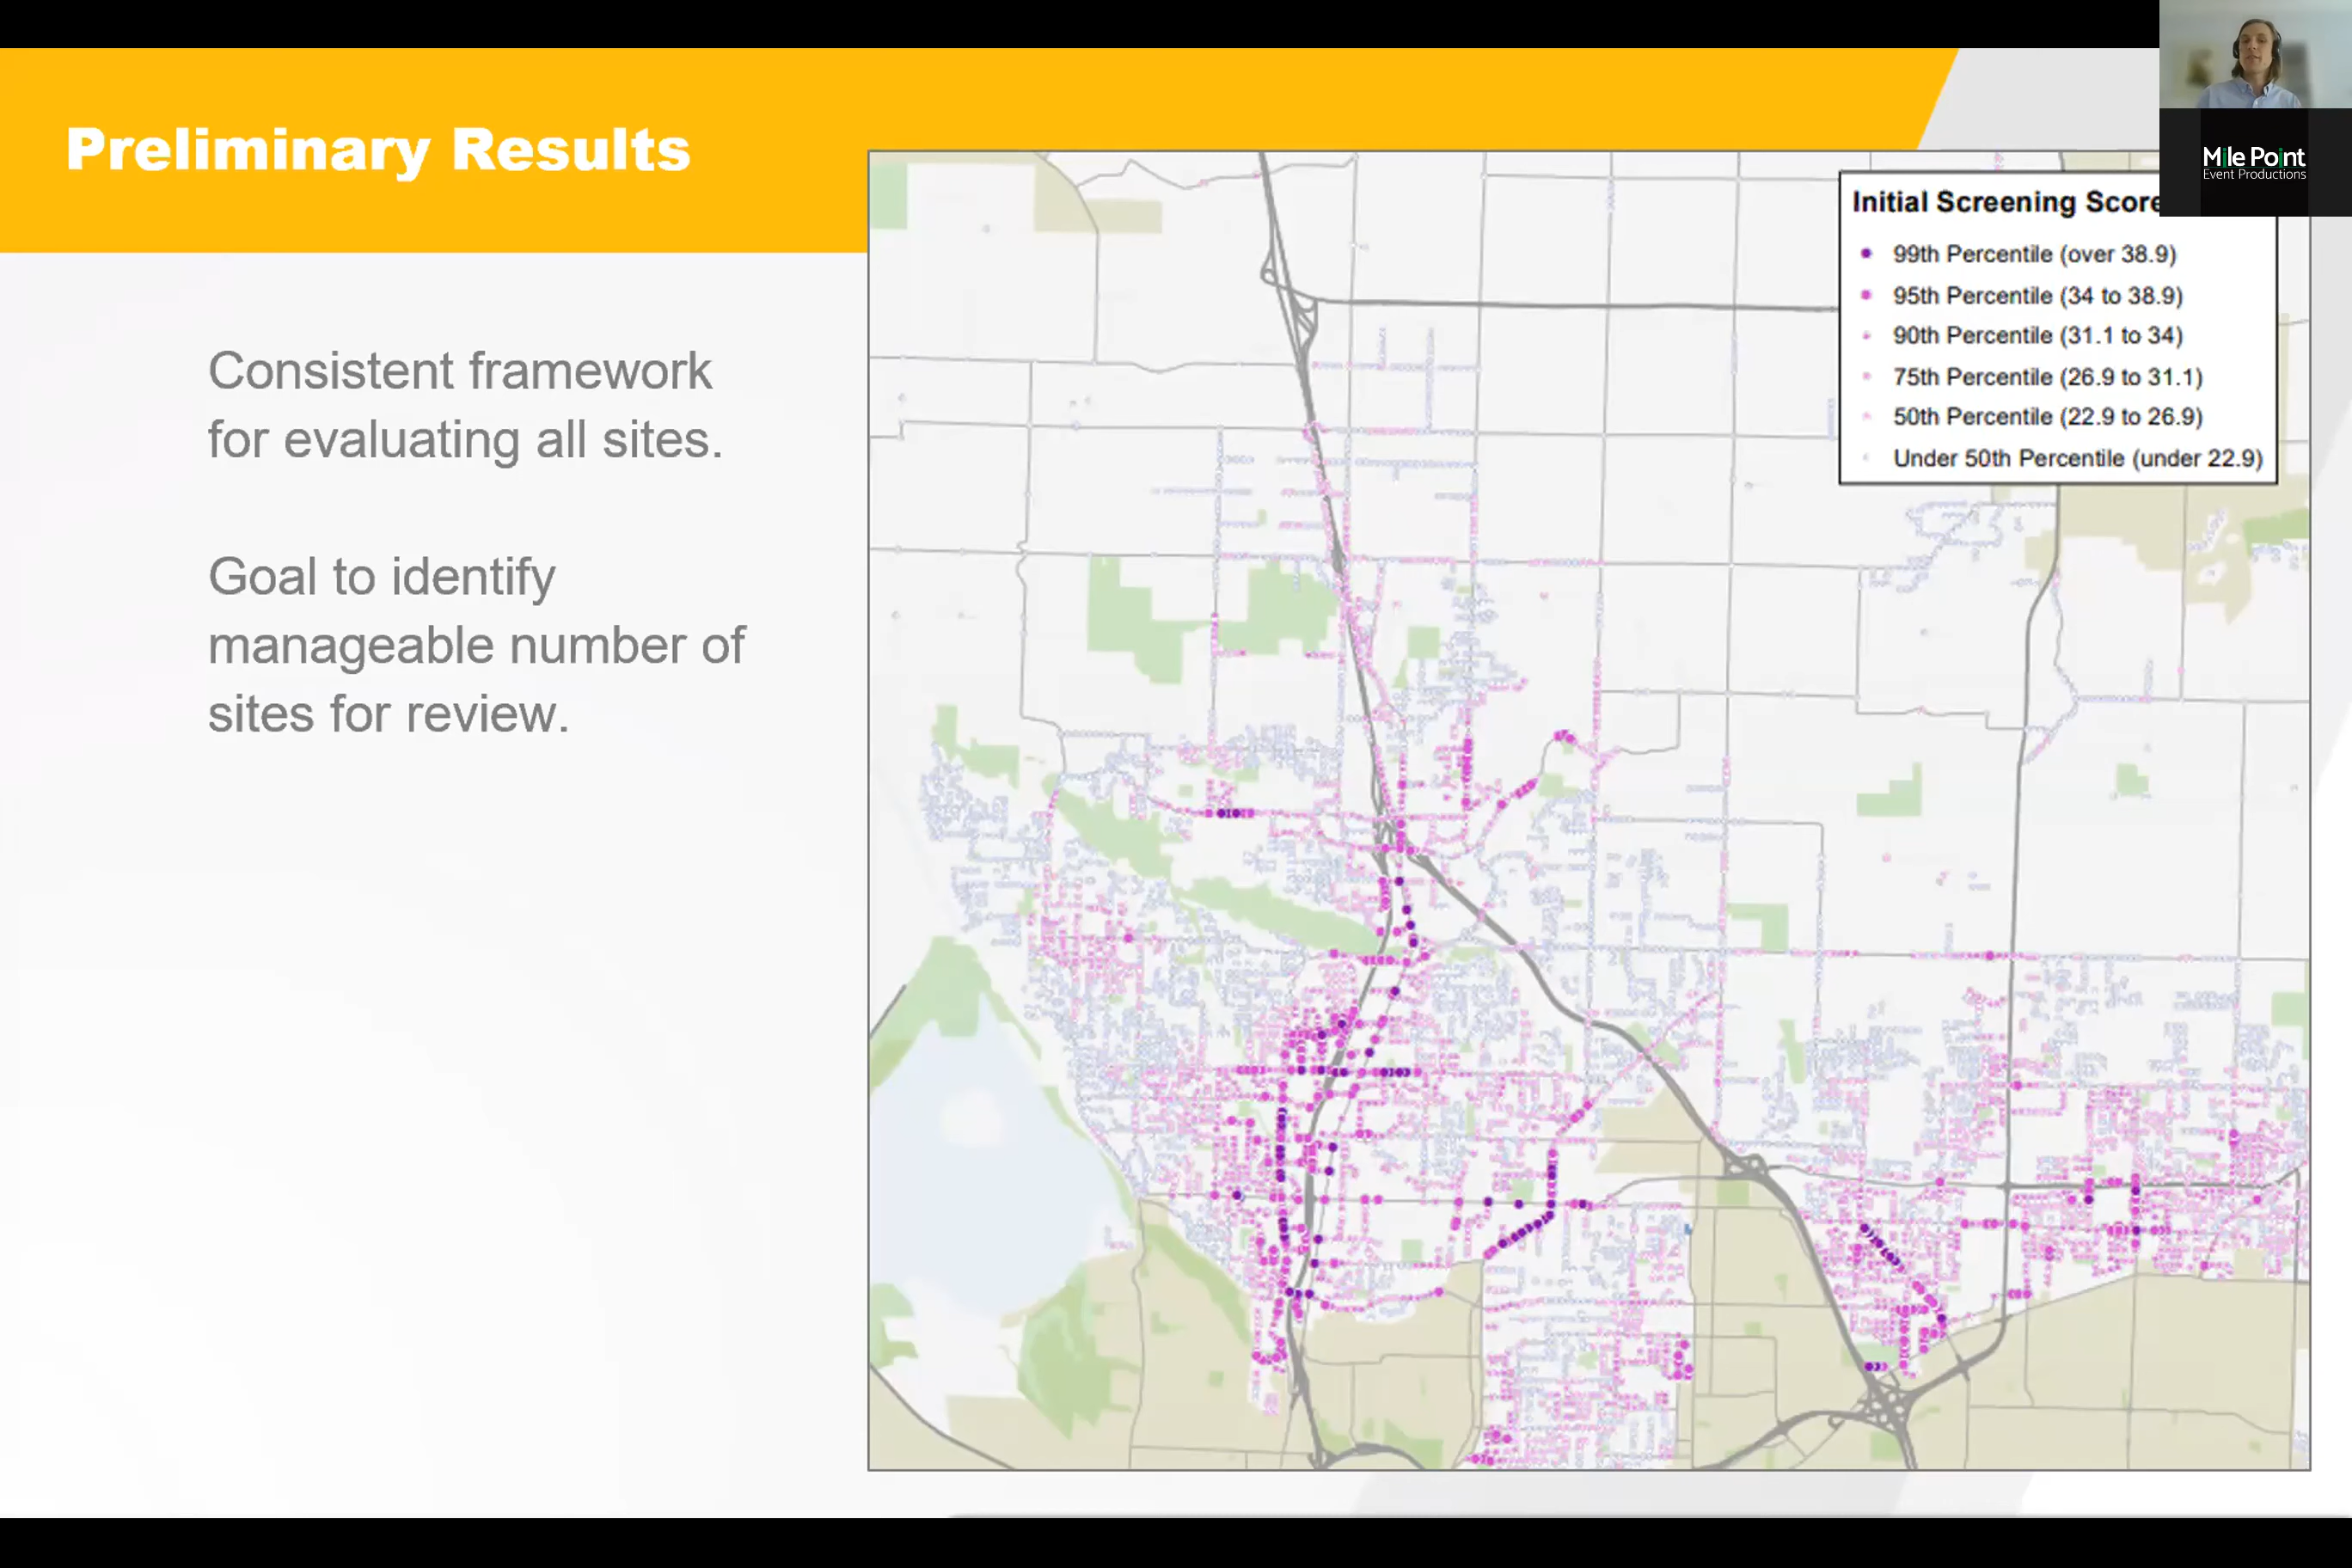 Preliminary Results
Consistent framework
for evaluating all sites.
Goal to identify
manageable number of
sites for review.
Initial Screening Score
99th Percentile (over 38.9)
95th Percentile (34 to 38.9)
90th Percentile (31.1 to 34)
75th Percentile (26.9 to 31.1)
50th Percentile (22.9 to 26.9)
Under 50th Percentile (under 22.9)
Mile Point
Event Productions